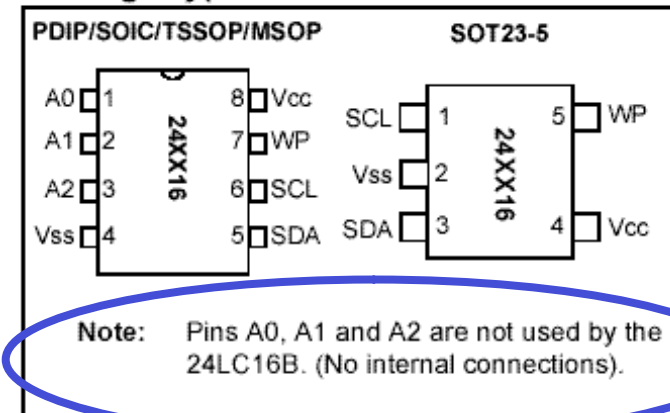 PDIP/SOIC/TSSOP/MSOP SOT23-5
A0 1 8 Vcc
A1 2 7 WP
A2 3 6 SCL
Vss 4 5 SDA
24XX16
SCL 1 5 WP
Vss 2
SDA 3 4 Vcc
24XX16
Note: Pins A0, A1 and A2 are not used by the
24LC16B. (No internal connections).